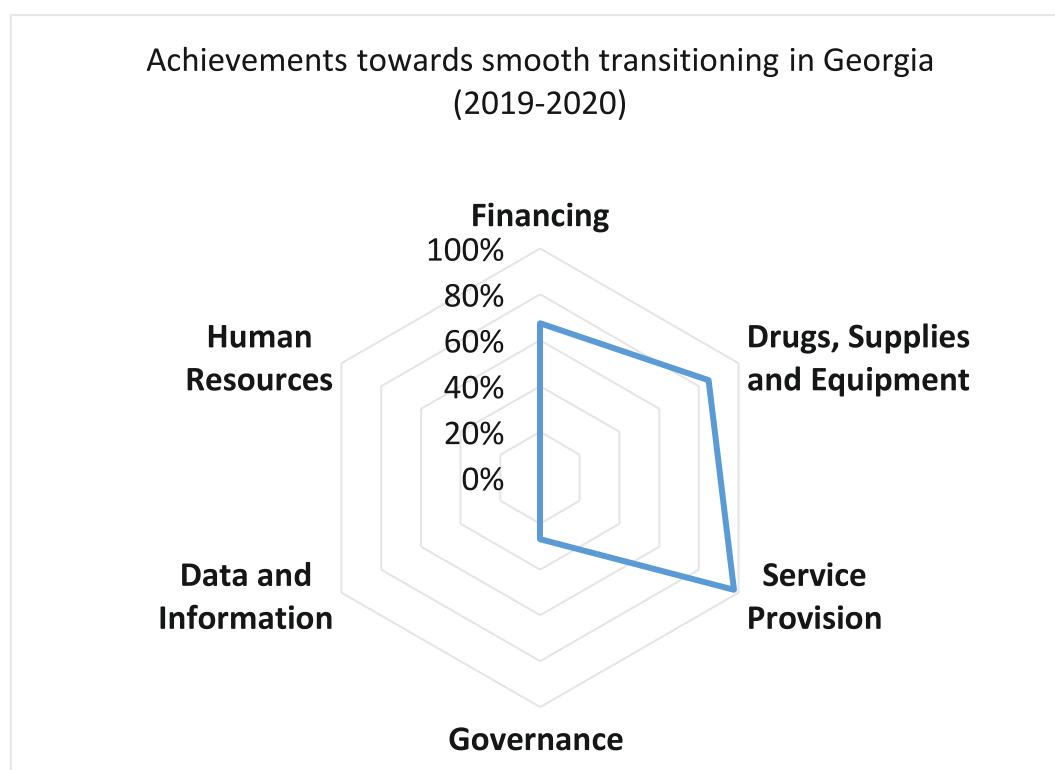 Achievements towards smooth transitioning in Georgia
(2019-2020)
Financing
100%
80%
60%
40%
20%
0%
Drugs, Supplies
and Equipment
Service
Provision
Governance
Data and
Information
Human
Resources